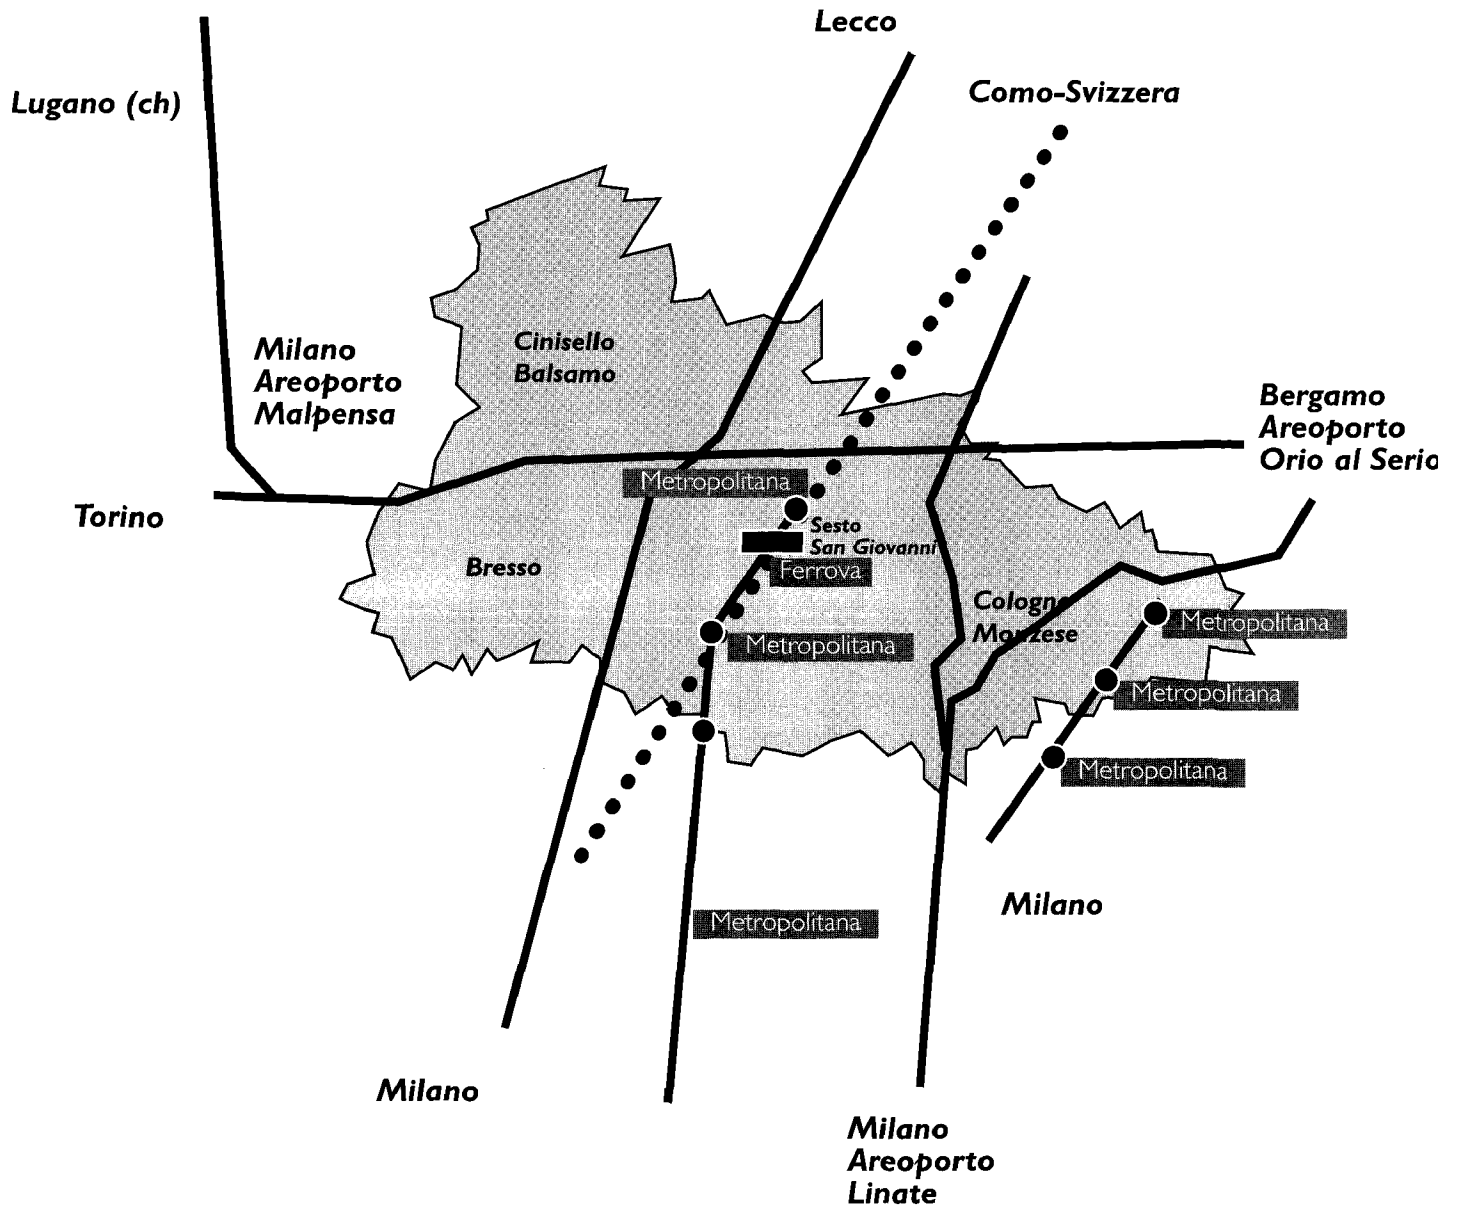 Lecco
Como-Svizzera
Lugano (ch)
Cinisello
Balsamo
Milano
Areoporto
Malpensa
Bergamo
Areoporto
Orio al Serio
Metropolitana
Torino
Sesto
San Giovanni
Bresso
Ferrova
Cologno
Monzese
Metropolitana
Metropolitana
Metropolitana
Metropolitana
Milano
Metropolitana
Milano
Milano
Areoporto
Linate